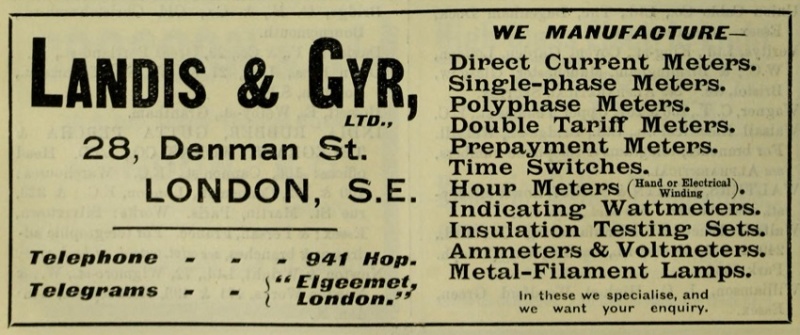 LANDIS & GYR,
LTD.,
28, Denman St.
LONDON, S.E.
Telephone - - - 941 Hop.
Telegrams - - { "Elgeemet,
London."
WE MANUFACTURE—
Direct Current Meters.
Single-phase Meters.
Polyphase Meters.
Double Tariff Meters.
Prepayment Meters.
Time Switches.
Hour Meters (Hand or Electrical Winding).
Indicating Wattmeters.
Insulation Testing Sets.
Ammeters & Voltmeters.
Metal-Filament Lamps.
In these we specialise, and
we want your enquiry.